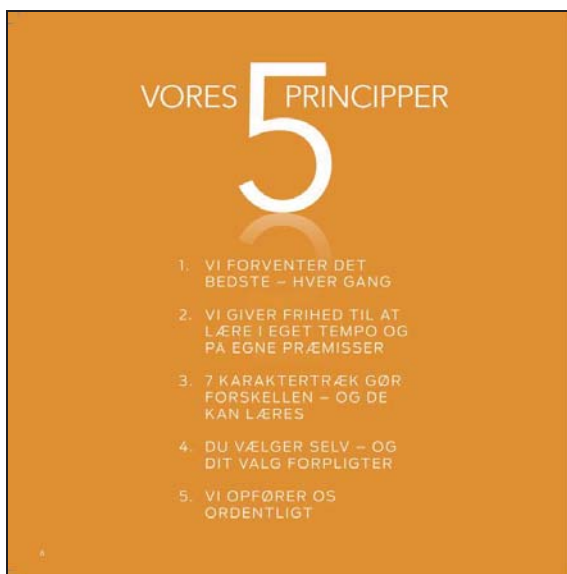 VORES 5 PRINCIPPER
1. VI FORVENTER DET
BEDSTE – HVER GANG
2. VI GIVER FRIHED TIL AT
LÆRE I EGET TEMPO OG
PÅ EGNE PRÆMISSER
3. 7 KARAKTERTRÆK GØR
FORSKELLEN – OG DE
KAN LÆRES
4. DU VÆLGER SELV – OG
DIT VALG FORPLIGTER
5. VI OPFØRER OS
ORDENTLIGT